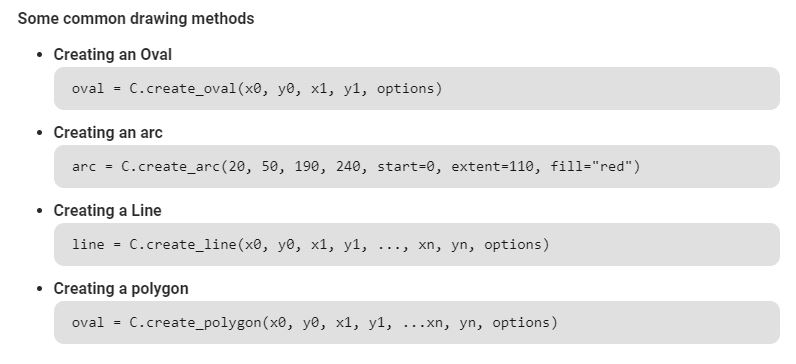 Some common drawing methods
• Creating an Oval
oval = C.create_oval(x0, y0, x1, y1, options)
• Creating an arc
arc = C.create_arc(20, 50, 190, 240, start=0, extent=110, fill="red")
• Creating a Line
line = C.create_line(x0, y0, x1, y1, ..., xn, yn, options)
• Creating a polygon
oval = C.create_polygon(x0, y0, x1, y1, ...xn, yn, options)